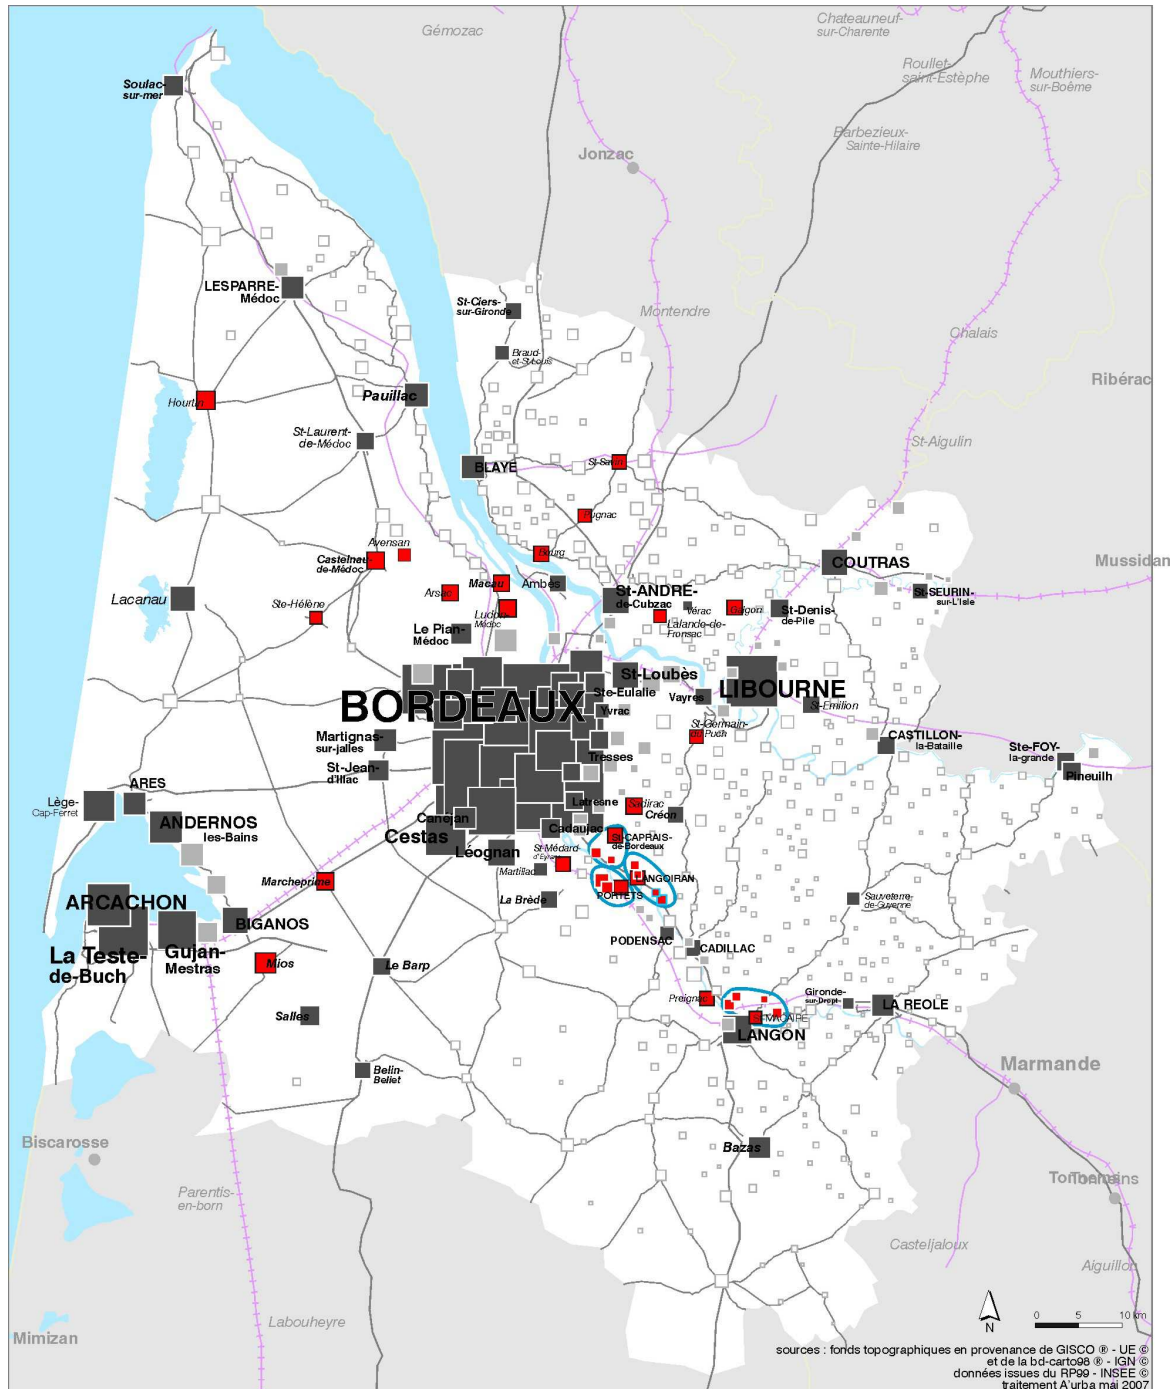 Gémozac
Chateauneuf-
sur-Charente
Roullet-
saint-Estèphe
Mouthiers-
sur-Boême
Soulac-
sur-mer
Barbezieux-
Sainte-Hilaire
Jonzac
LESPARRE-
Médoc
St-Ciers-
sur-Gironde
Montendre
Chalais
Braud-
et-St-Louis
Ribérac
Pauillac
Hourtin
St-Laurent-
de-Médoc
St-Aigulin
BLAYE
St-Savin
Pugnac
Avensan
Castelnau-
de-Médoc
Bourg
COUTRAS
Mussidan
Macau
Ambès
Arsac
St-ANDRE-
de-Cubzac
St-SEURIN-
sur-L'Isle
Lacanau
Ste-Hélène
Ludon-
Médoc
Vérac
Galgon
St-Denis-
de-Pile
Lalande-de-
Fronsac
Le Pian-
Médoc
St-Loubès
BORDEAUX
Ste-Eulalie
Vayres
LIBOURNE
Yvrac
St-Emilion
St-Germain-
du-Puch
Martignas-
sur-jalles
CASTILLON-
la-Bataille
Ste-FOY-
la-grande
Tresses
St-Jean-
d'Illac
Pineuilh
ARES
Lège-
Cap-Ferret
Latresne
Sadirac
Créon
ANDERNOS
les-Bains
Canéjan
Cestas
Cadaujac
St-CAPRAIS-
de-Bordeaux
Léognan
St-Médard-
d'Eyrans
Martillac
LANGOIRAN
Marcheprime
PORTETS
La Brède
ARCACHON
Sauveterre-
de-Guyenne
BIGANOS
PODENSAC
CADILLAC
La Teste-
de-Buch
Gujan-
Mestras
Mios
Le Barp
Preignac
Gironde-
sur-Dropt
LA REOLE
Salles
ST-MACAIRE
LANGON
Belin-
Beliet
Marmande
Biscarosse
Bazas
Parentis-
en-born
Tonneins
Casteljaloux
Aiguillon
Labouheyre
Mimizan
N
0 5 10 km
sources : fonds topographiques en provenance de GISCO ® - UE ©
et de la bd-carto98 ® - IGN ©
données issues du RP99 - INSEE ©
traitement A'urba mai 2007